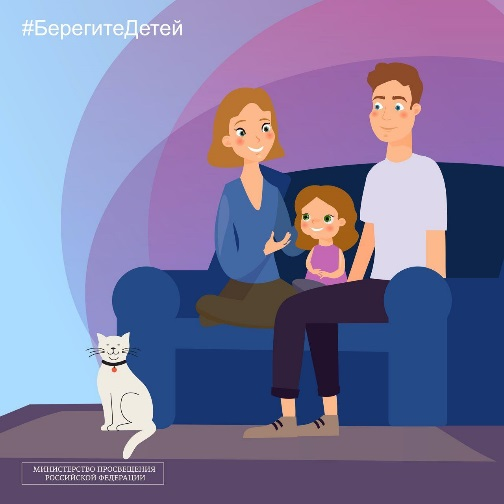 #БерегитеДетей
МИНИСТЕРСТВО ПРОСВЕЩЕНИЯ
РОССИЙСКОЙ ФЕДЕРАЦИИ